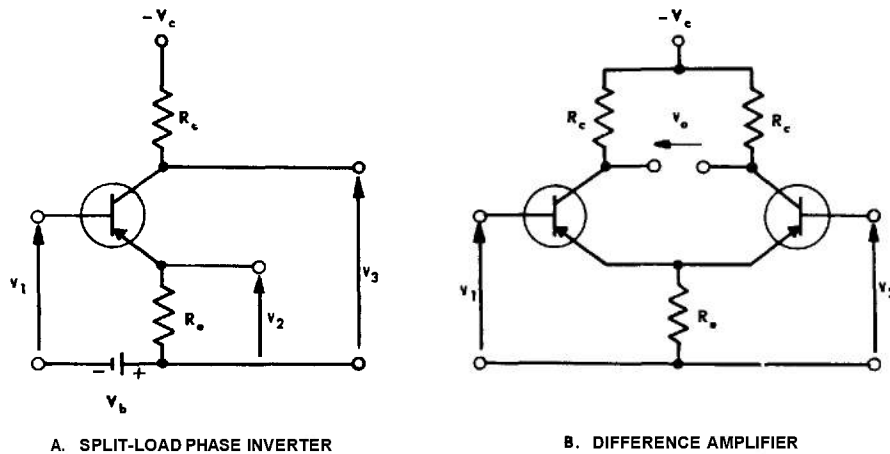 -Vc
Rc
v1
v2
v3
Re
- +
Vb
A. SPLIT-LOAD PHASE INVERTER
-Vc
Rc
vo
Rc
v1
Re
B. DIFFERENCE AMPLIFIER